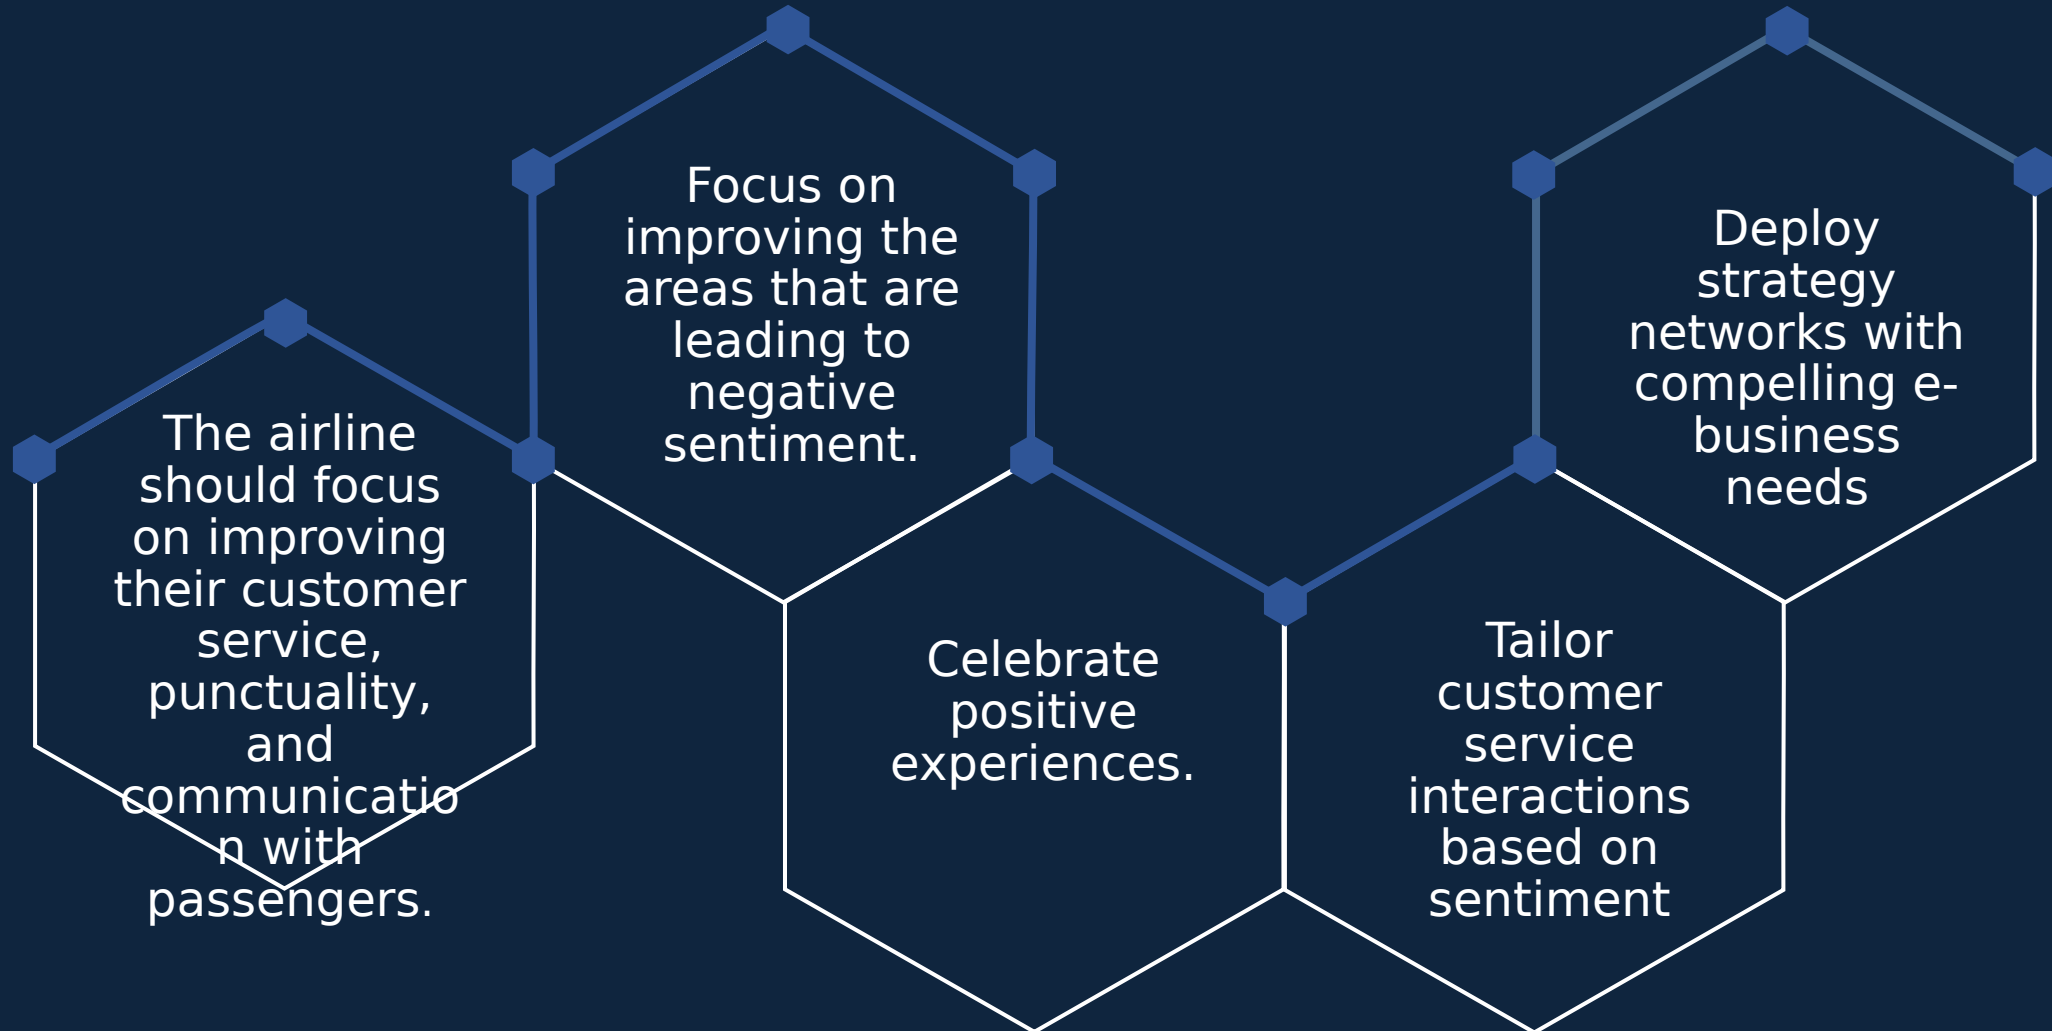 The airline
should focus
on improving
their customer
service,
punctuality,
and
communicatio
n with
passengers.
Focus on
improving the
areas that are
leading to
negative
sentiment.
Celebrate
positive
experiences.
Tailor
customer
service
interactions
based on
sentiment
Deploy
strategy
networks with
compelling e-
business
needs